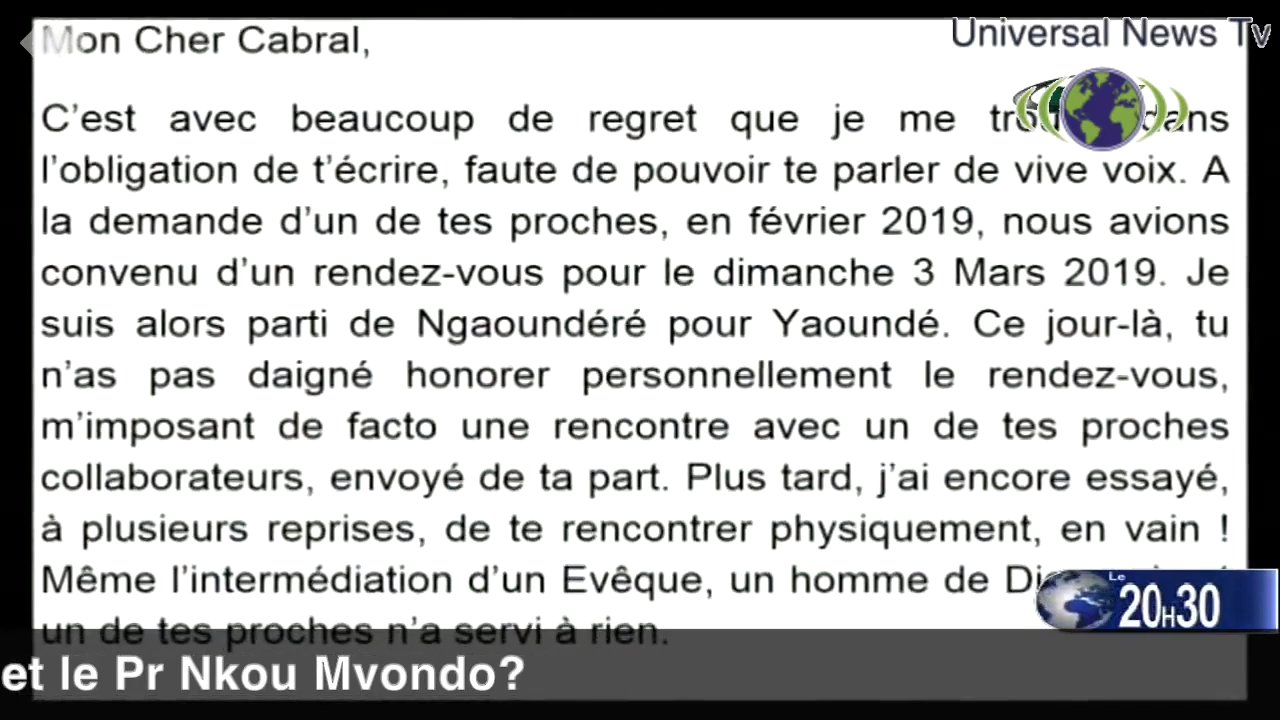 Mon Cher Cabral,
Universal News Tv
C'est avec beaucoup de regret que je me dans
l'obligation de t'écrire, faute de pouvoir te parler de vive voix. A
la demande d'un de tes proches, en février 2019, nous avions
convenu d'un rendez-vous pour le dimanche 3 Mars 2019. Je
suis alors parti de Ngaoundéré pour Yaoundé. Ce jour-là, tu
n'as pas daigné honorer personnellement le rendez-vous,
m'imposant de facto une rencontre avec un de tes proches
collaborateurs, envoyé de ta part. Plus tard, j'ai encore essayé,
à plusieurs reprises, de te rencontrer physiquement, en vain !
Même l'intermédiation d'un Evêque, un homme de
Le 20H30
un de tes proches n'a servi à rien.
et le Pr Nkou Mvondo?